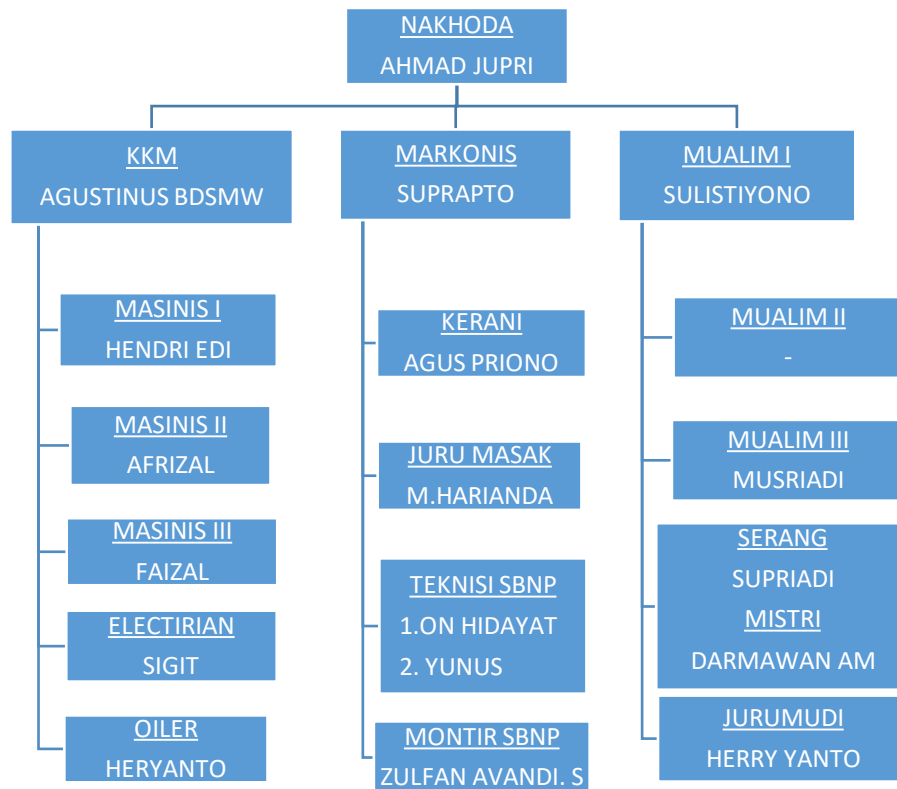 NAKHODA
AHMAD JUPRI
KKM
AGUSTINUS BDSMW
MARKONIS
SUPRAPTO
MUALIM I
SULISTIYONO
MASINIS I
HENDRI EDI
MASINIS II
AFRIZAL
MASINIS III
FAIZAL
ELECTIRIAN
SIGIT
OILER
HERYANTO
KERANI
AGUS PRIONO
JURU MASAK
M.HARIANDA
TEKNISI SBNP
1.ON HIDAYAT
2. YUNUS
MONTIR SBNP
ZULFAN AVANDI. S
MUALIM II
-
MUALIM III
MUSRIADI
SERANG
SUPRIADI
MISTRI
DARMAWAN AM
JURUMUDI
HERRY YANTO